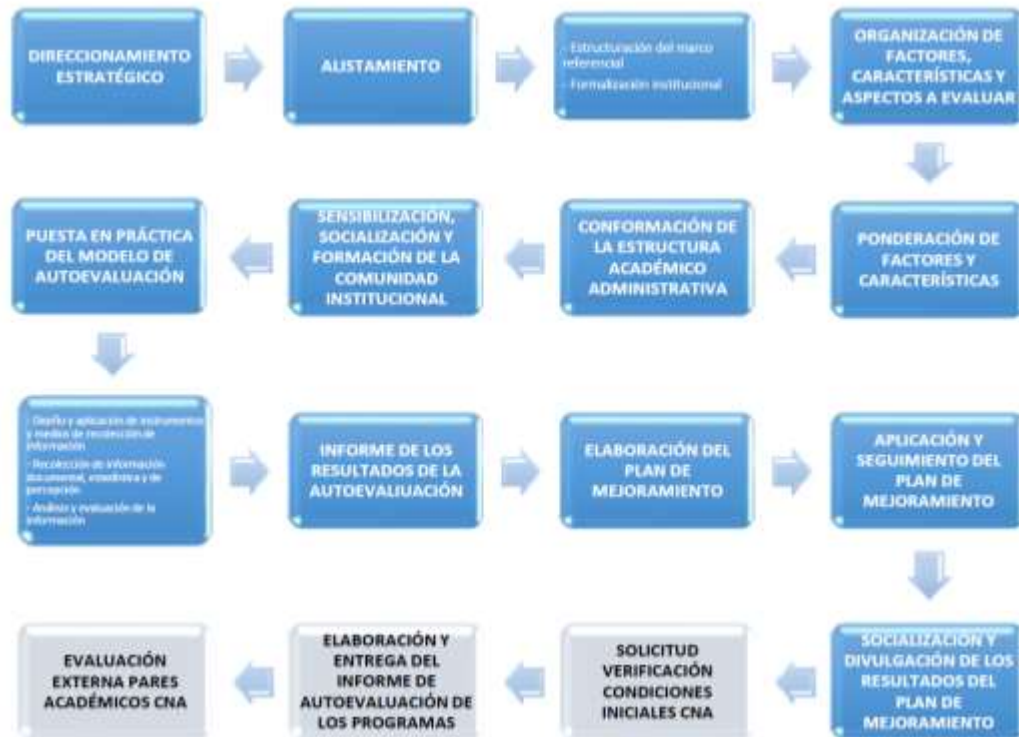 DIRECCIONAMIENTO
ESTRATÉGICO
ALISTAMIENTO
- Estructuración del marco
referencial
- Formalización institucional
ORGANIZACIÓN DE
FACTORES,
CARACTERÍSTÍCAS Y
ASPECTOS A EVALUAR
PUESTA EN PRÁCTICA
DEL MODELO DE
AUTOEVALUACIÓN
SENSIBILIZACIÓN,
SOCIALIZACIÓN Y
FORMACIÓN DE LA
COMUNIDAD
INSTITUCIONAL
CONFORMACIÓN DE
LA ESTRUCTURA
ACADÉMICO
ADMINISTRATIVA
PONDERACIÓN DE
FACTORES Y
CARACTERÍSTICAS
- Diseño y aplicación de instrumentos
y medios de recolección de
información
- Recolección de información
documental, estadística y de
percepción.
- Análisis y evaluación de la
información
INFORME DE LOS
RESULTADOS DE LA
AUTOEVALIUACIÓN
ELABORACIÓN DEL
PLAN DE
MEJORAMIENTO
APLICACIÓN Y
SEGUIMIENTO DEL
PLAN DE
MEJORAMIENTO
EVALUACIÓN
EXTERNA PARES
ACADÉMICOS CNA
ELABORACIÓN Y
ENTREGA DEL
INFORME DE
AUTOEVALUACIÓN DE
LOS PROGRAMAS
SOLICITUD
VERIFICACIÓN
CONDICIONES
INICIALES CNA
SOCIALIZACIÓN Y
DIVULGACIÓN DE LOS
RESULTADOS DEL
PLAN DE
MEJORAMIENTO